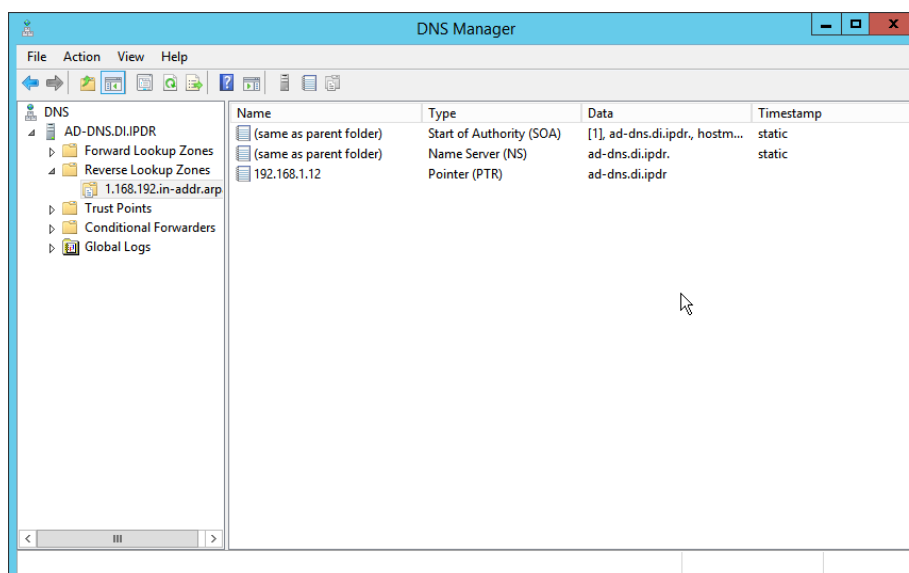 DNS Manager
File Action View Help
DNS
AD-DNS.DI.IPDR
Forward Lookup Zones
Reverse Lookup Zones
1.168.192.in-addr.arp
Trust Points
Conditional Forwarders
Global Logs
Name Type Data Timestamp
(same as parent folder) Start of Authority (SOA) [1], ad-dns.di.ipdr., hostm... static
(same as parent folder) Name Server (NS) ad-dns.di.ipdr. static
192.168.1.12 Pointer (PTR) ad-dns.di.ipdr